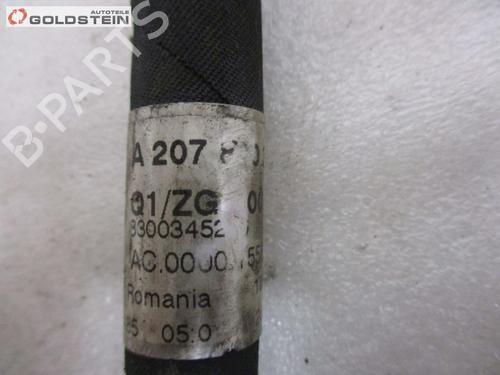 AUTOTEILE
GOLDSTEIN
A 207
Q1/ZG
33003452
AC.0000
Romania
05:0
B-PARTS